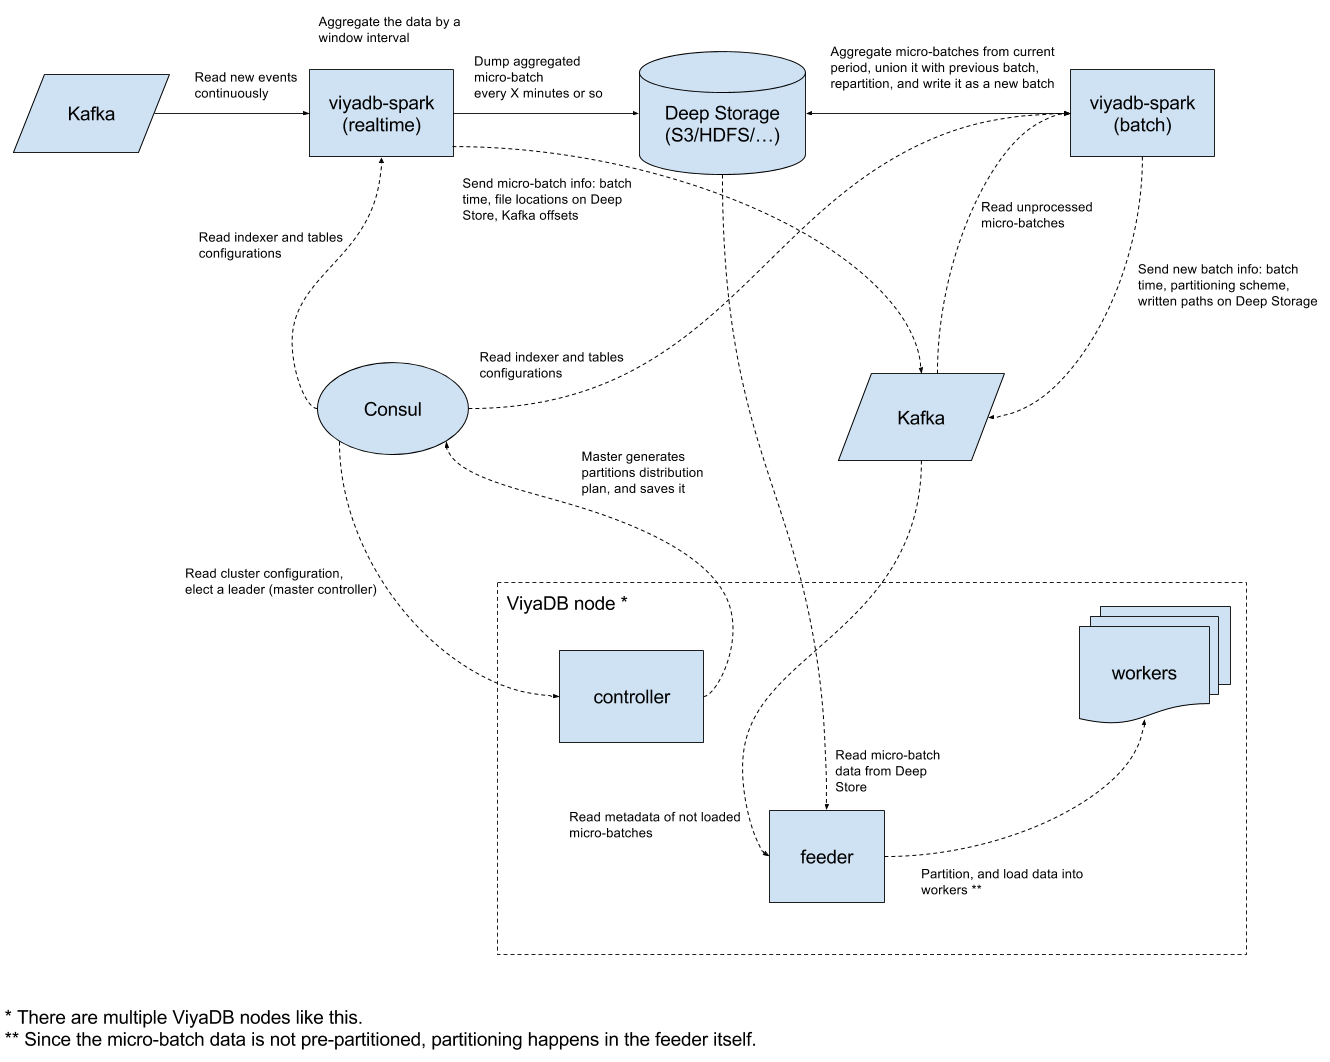 Aggregate the data by a
window interval
Read new events
continuously
Dump aggregated
micro-batch
every X minutes or so
Aggregate micro-batches from current
period, union it with previous batch,
repartition, and write it as a new batch
Kafka
viyadb-spark
(realtime)
Deep Storage
(S3/HDFS/…)
viyadb-spark
(batch)
Send micro-batch info: batch
time, file locations on Deep
Store, Kafka offsets
Read unprocessed
micro-batches
Read indexer and tables
configurations
Send new batch info: batch
time, partitioning scheme,
written paths on Deep Storage
Read indexer and tables
configurations
Consul
Kafka
Master generates
partitions distribution
plan, and saves it
Read cluster configuration,
elect a leader (master controller)
ViyaDB node *
controller
workers
Read micro-batch
data from Deep
Store
Read metadata of not loaded
micro-batches
feeder
Partition, and load data into
workers **
* There are multiple ViyaDB nodes like this.
** Since the micro-batch data is not pre-partitioned, partitioning happens in the feeder itself.